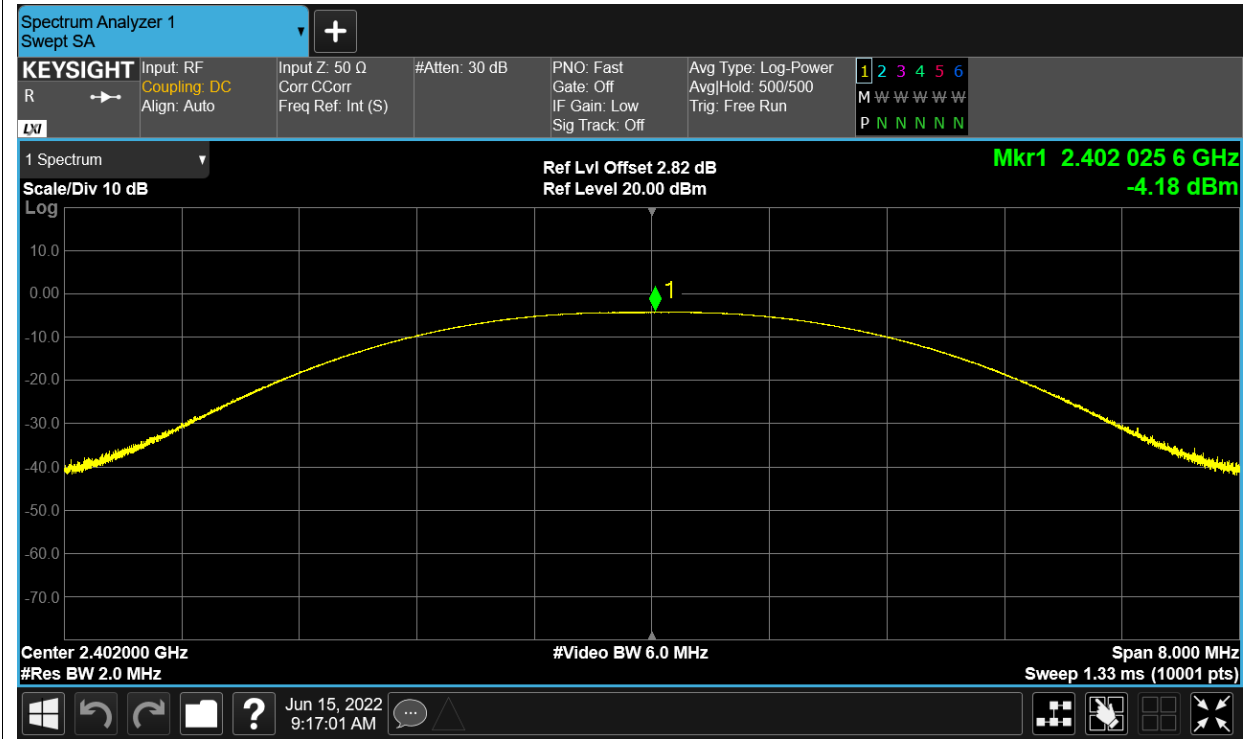 Spectrum Analyzer 1
Swept SA
KEYSIGHT
R
LXI
Input: RF
Coupling: DC
Align: Auto
Input Z: 50 Ω
Corr CCorr
Freq Ref: Int (S)
#Atten: 30 dB
PNO: Fast
Gate: Off
IF Gain: Low
Sig Track: Off
Avg Type: Log-Power
Avg|Hold: 500/500
Trig: Free Run
1 2 3 4 5 6
M W W W W W
P N N N N N
1 Spectrum
Scale/Div 10 dB
Log
Ref Lvl Offset 2.82 dB
Ref Level 20.00 dBm
Mkr1 2.402 025 6 GHz
-4.18 dBm
10.0
0.00
-10.0
-20.0
-30.0
-40.0
-50.0
-60.0
-70.0
1
Center 2.402000 GHz
#Res BW 2.0 MHz
#Video BW 6.0 MHz
Span 8.000 MHz
Sweep 1.33 ms (10001 pts)
?
Jun 15, 2022
9:17:01 AM